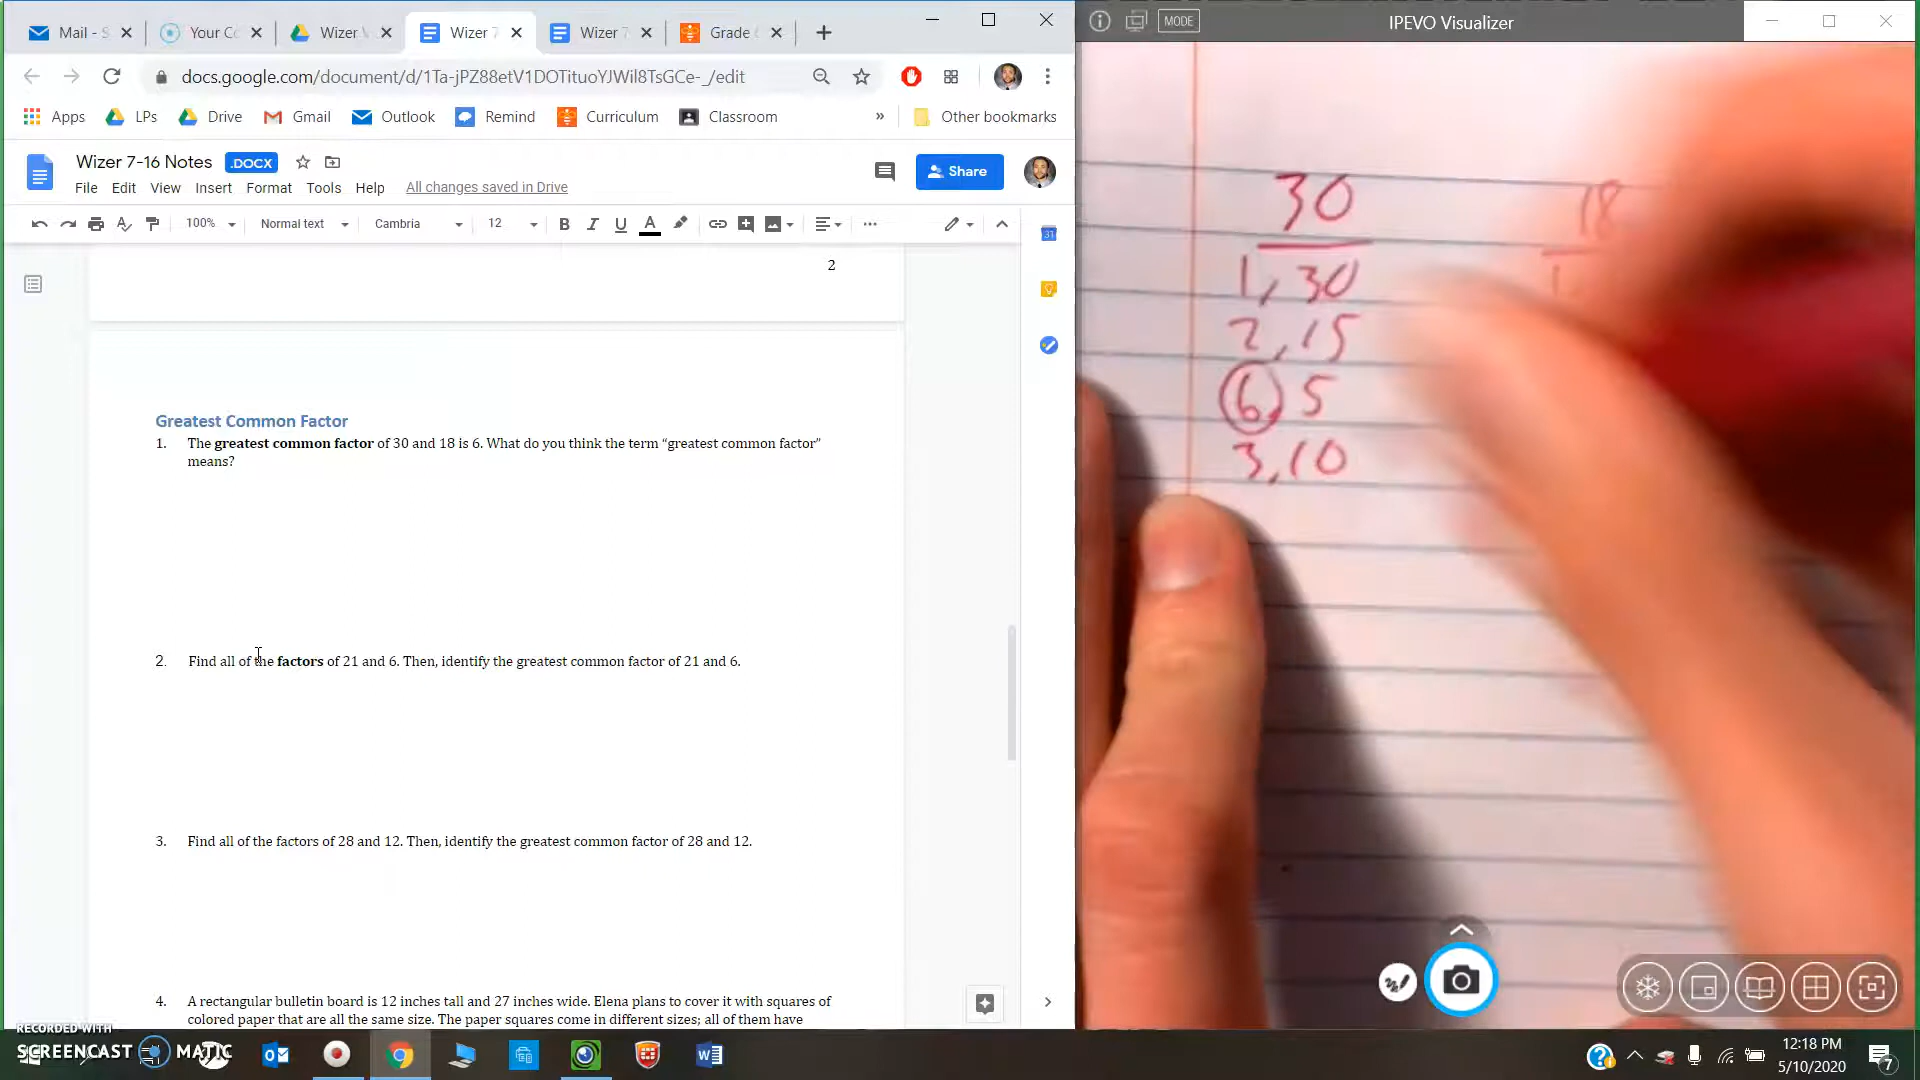 Mail - S
Your Co
Wizer W
Wizer 7
Wizer 7
Grade 6
docs.google.com/document/d/1Ta-jPZ88etV1DOTituoYJWil8TsGCe-_/edit
Apps LPs Drive Gmail Outlook Remind Curriculum Classroom » Other bookmarks
Wizer 7-16 Notes .DOCX
File Edit View Insert Format Tools Help All changes saved in Drive
Share
100% Normal text Cambria 12 B I U A
31
2
Greatest Common Factor
1. The greatest common factor of 30 and 18 is 6. What do you think the term “greatest common factor”
means?
2. Find all of the factors of 21 and 6. Then, identify the greatest common factor of 21 and 6.
3. Find all of the factors of 28 and 12. Then, identify the greatest common factor of 28 and 12.
4. A rectangular bulletin board is 12 inches tall and 27 inches wide. Elena plans to cover it with squares of
colored paper that are all the same size. The paper squares come in different sizes; all of them have
MODE
IPEVO Visualizer
30
1, 30
2, 15
6, 5
3, 10
18
1
RECORDED WITH
SCREENCAST MATIC
12:18 PM
5/10/2020
7